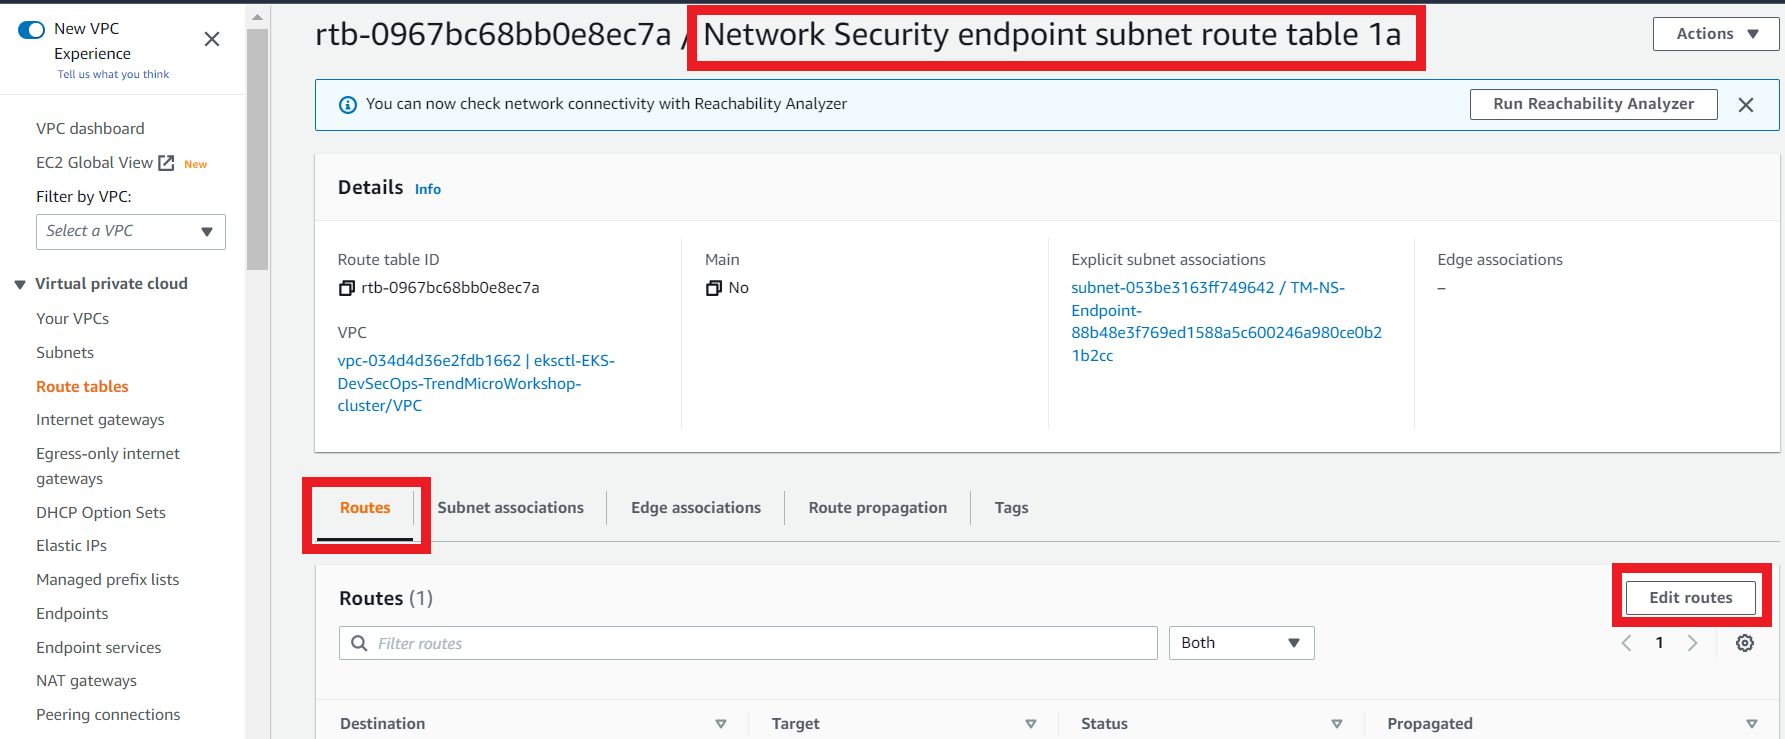 New VPC
Experience
Tell us what you think
VPC dashboard
EC2 Global View New
Filter by VPC:
Select a VPC
Virtual private cloud
Your VPCs
Subnets
Route tables
Internet gateways
Egress-only internet
gateways
DHCP Option Sets
Elastic IPs
Managed prefix lists
Endpoints
Endpoint services
NAT gateways
Peering connections
rtb-0967bc68bb0e8ec7a / Network Security endpoint subnet route table 1a
Actions
You can now check network connectivity with Reachability Analyzer
Run Reachability Analyzer
Details Info
Route table ID
rtb-0967bc68bb0e8ec7a
VPC
vpc-034d4d36e2fdb1662 | eksctl-EKS-
DevSecOps-TrendMicroWorkshop-
cluster/VPC
Main
No
Explicit subnet associations
subnet-053be3163ff749642 / TM-NS-
Endpoint-
88b48e3f769ed1588a5c600246a980ce0b2
1b2cc
Edge associations
–
Routes Subnet associations Edge associations Route propagation Tags
Routes (1)
Edit routes
Filter routes
Both
1
Destination Target Status Propagated